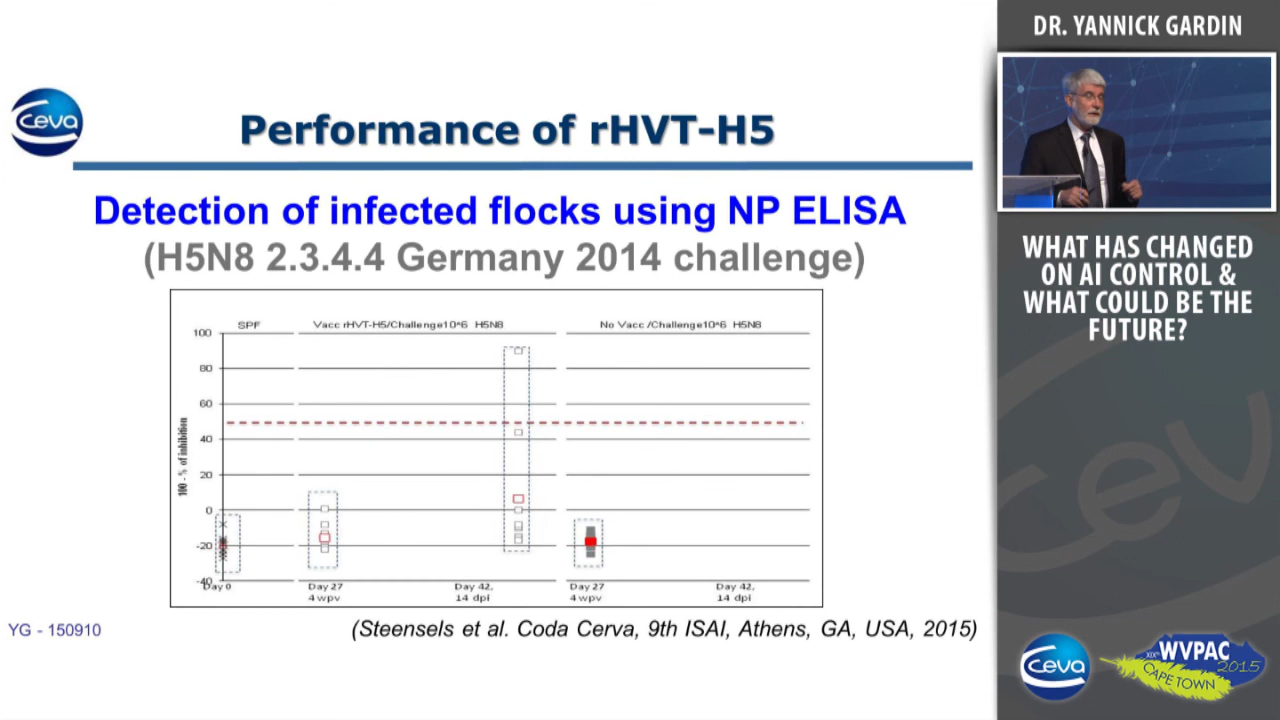 DR. YANNICK GARDIN
Ceva
Performance of rHVT-H5
Detection of infected flocks using NP ELISA
(H5N8 2.3.4.4 Germany 2014 challenge)
SPF
Vacc rHVT-H5/Challenge10^6 H5N8
No Vacc /Challenge10^6 H5N8
100
80
60
40
20
0
-20
-40
100 - % of inhibition
Day 0
Day 27
4 wpv
Day 42,
14 dpi
Day 27
4 wpv
Day 42,
14 dpi
YG - 150910
(Steensels et al. Coda Cerva, 9th ISAI, Athens, GA, USA, 2015)
WHAT HAS CHANGED
ON AI CONTROL &
WHAT COULD BE THE
FUTURE?
Ceva
Ceva
XIXth WVPAC
2015
CAPE TOWN